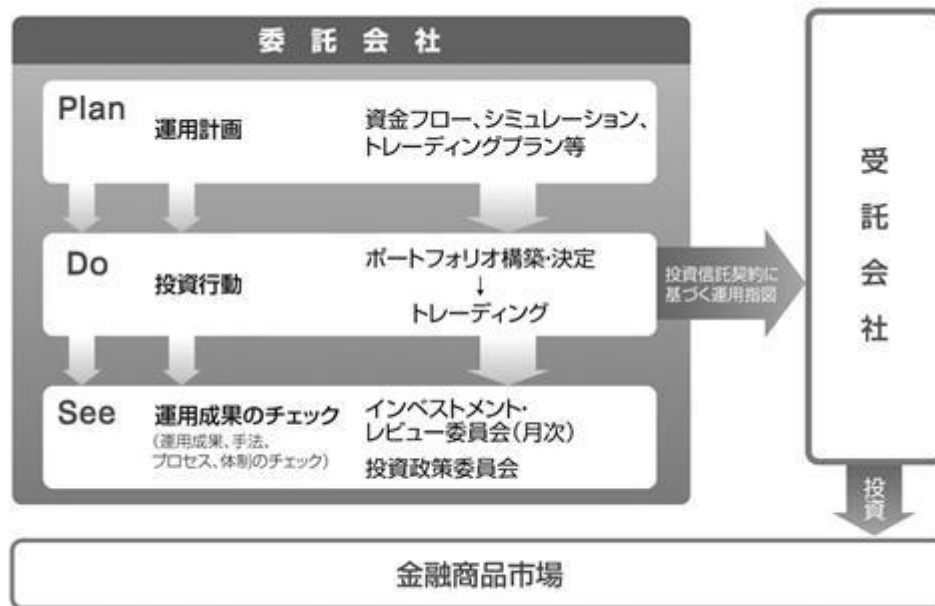 委託会社
Plan
運用計画
資金フロー、シミュレーション、
トレーディングプラン等
Do
投資行動
ポートフォリオ構築・決定
↓
トレーディング
See
運用成果のチェック
(運用成果、手法、
プロセス、体制のチェック)
インベストメント・
レビュー委員会(月次)
投資政策委員会
投資信託契約に
基づく運用指図
受託会社
投資
金融商品市場